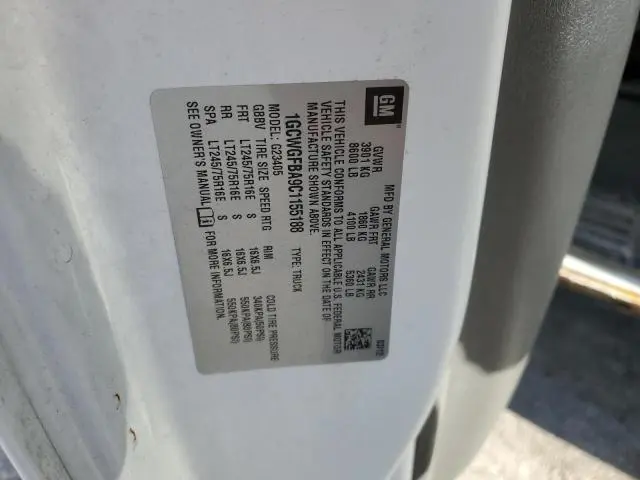 GM
MFD BY GENERAL MOTORS LLC
GVWR GAWR FRT GAWR RR
3901 KG 1860 KG 2431 KG
8600 LB 4100 LB 5360 LB
THIS VEHICLE CONFORMS TO ALL APPLICABLE U.S. FEDERAL MOTOR
VEHICLE SAFETY STANDARDS IN EFFECT ON THE DATE OF
MANUFACTURE SHOWN ABOVE.
1GCWGFBA9C1155188 TYPE: TRUCK
MODEL: G23405
GBBV TIRE SIZE SPEED RTG RIM COLD TIRE PRESSURE
FRT LT245/75R16E S 16X6.5J 340KPA(50PSI)
RR LT245/75R16E S 16X6.5J 550KPA(80PSI)
SPA LT245/75R16E S 16X6.5J 550KPA(80PSI)
SEE OWNER'S MANUAL FOR MORE INFORMATION.